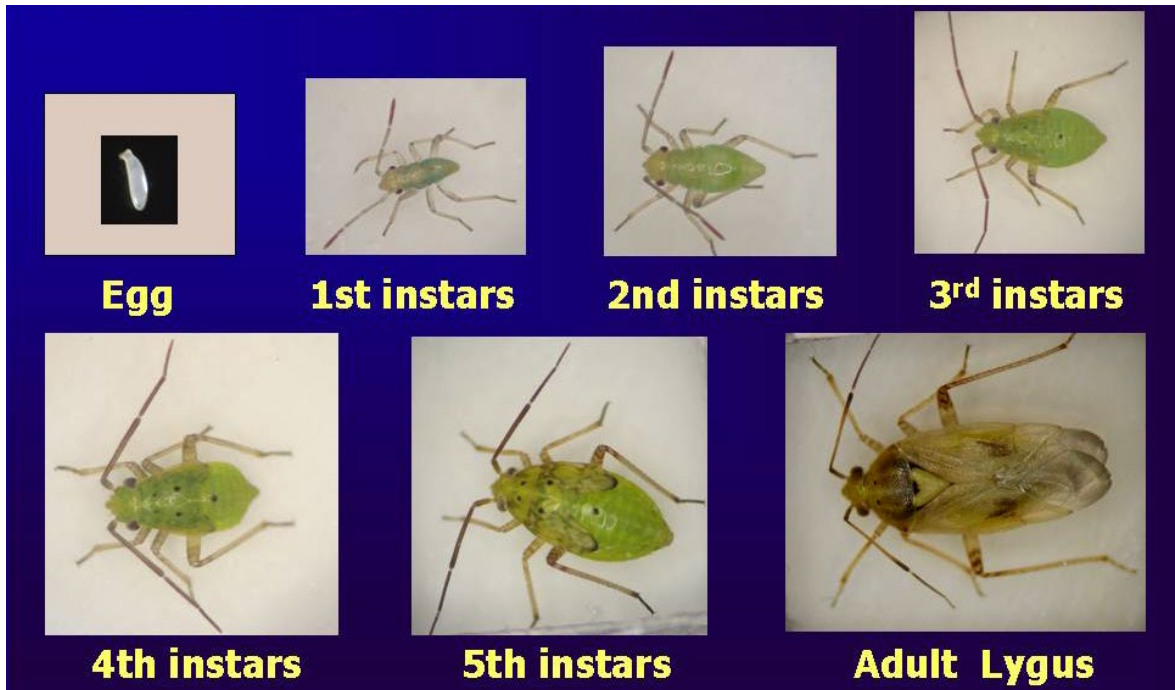 Egg
1st instars
2nd instars
3rd instars
4th instars
5th instars
Adult Lygus